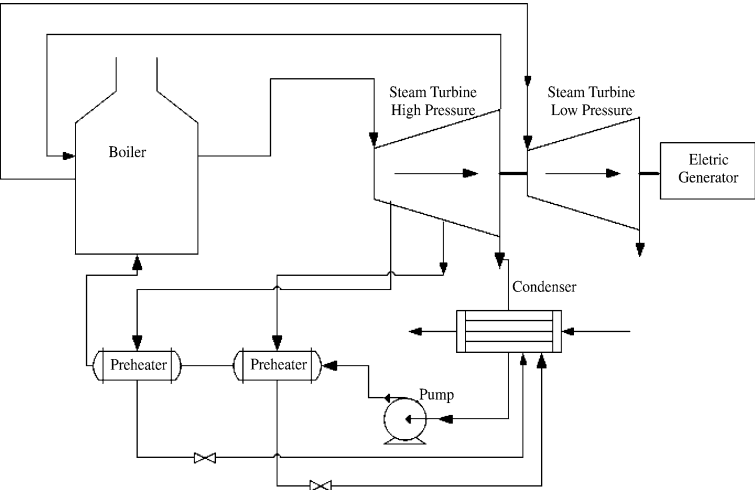 Steam Turbine
High Pressure
Steam Turbine
Low Pressure
Boiler
Eletric
Generator
Condenser
Preheater
Preheater
Pump